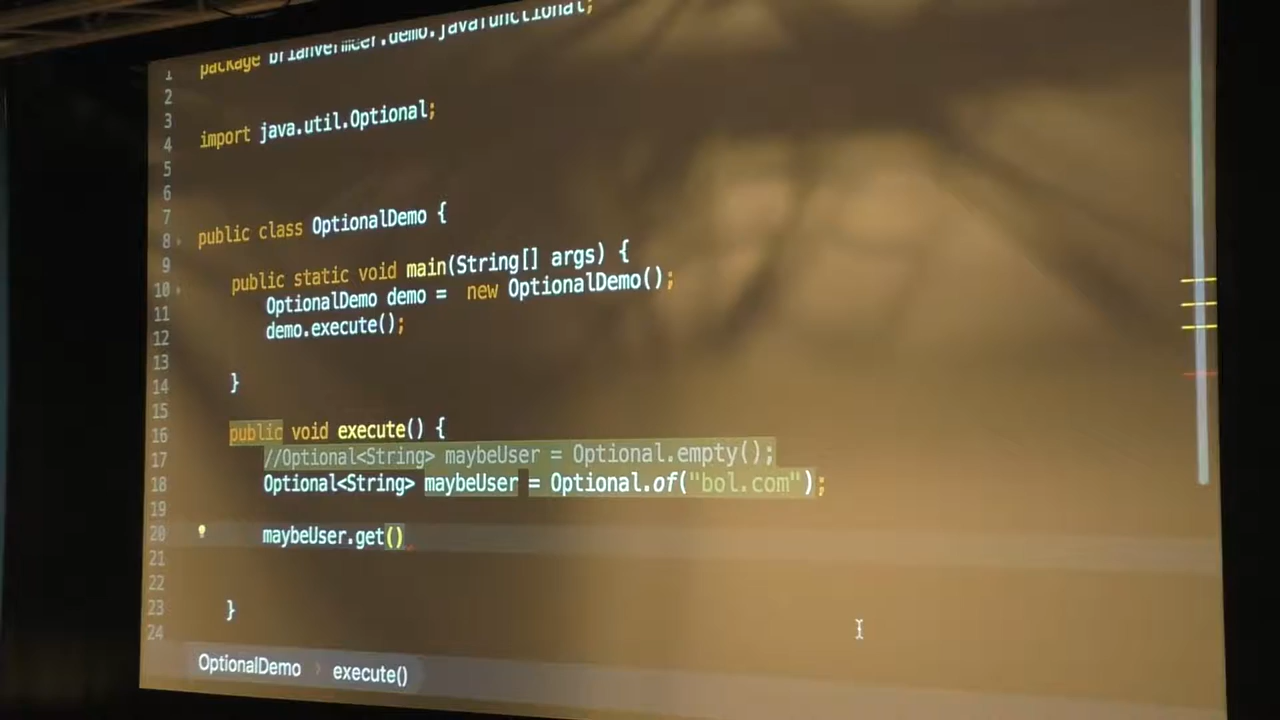 1 package brianvermeer.demo.javafunctional;
2
3
4 import java.util.Optional;
5
6
7
8 public class OptionalDemo {
9
10 public static void main(String[] args) {
11 OptionalDemo demo = new OptionalDemo();
12 demo.execute();
13
14 }
15
16 public void execute() {
17 //Optional<String> maybeUser = Optional.empty();
18 Optional<String> maybeUser = Optional.of("bol.com");
19
20 maybeUser.get()
21
22
23 }
24
OptionalDemo execute()